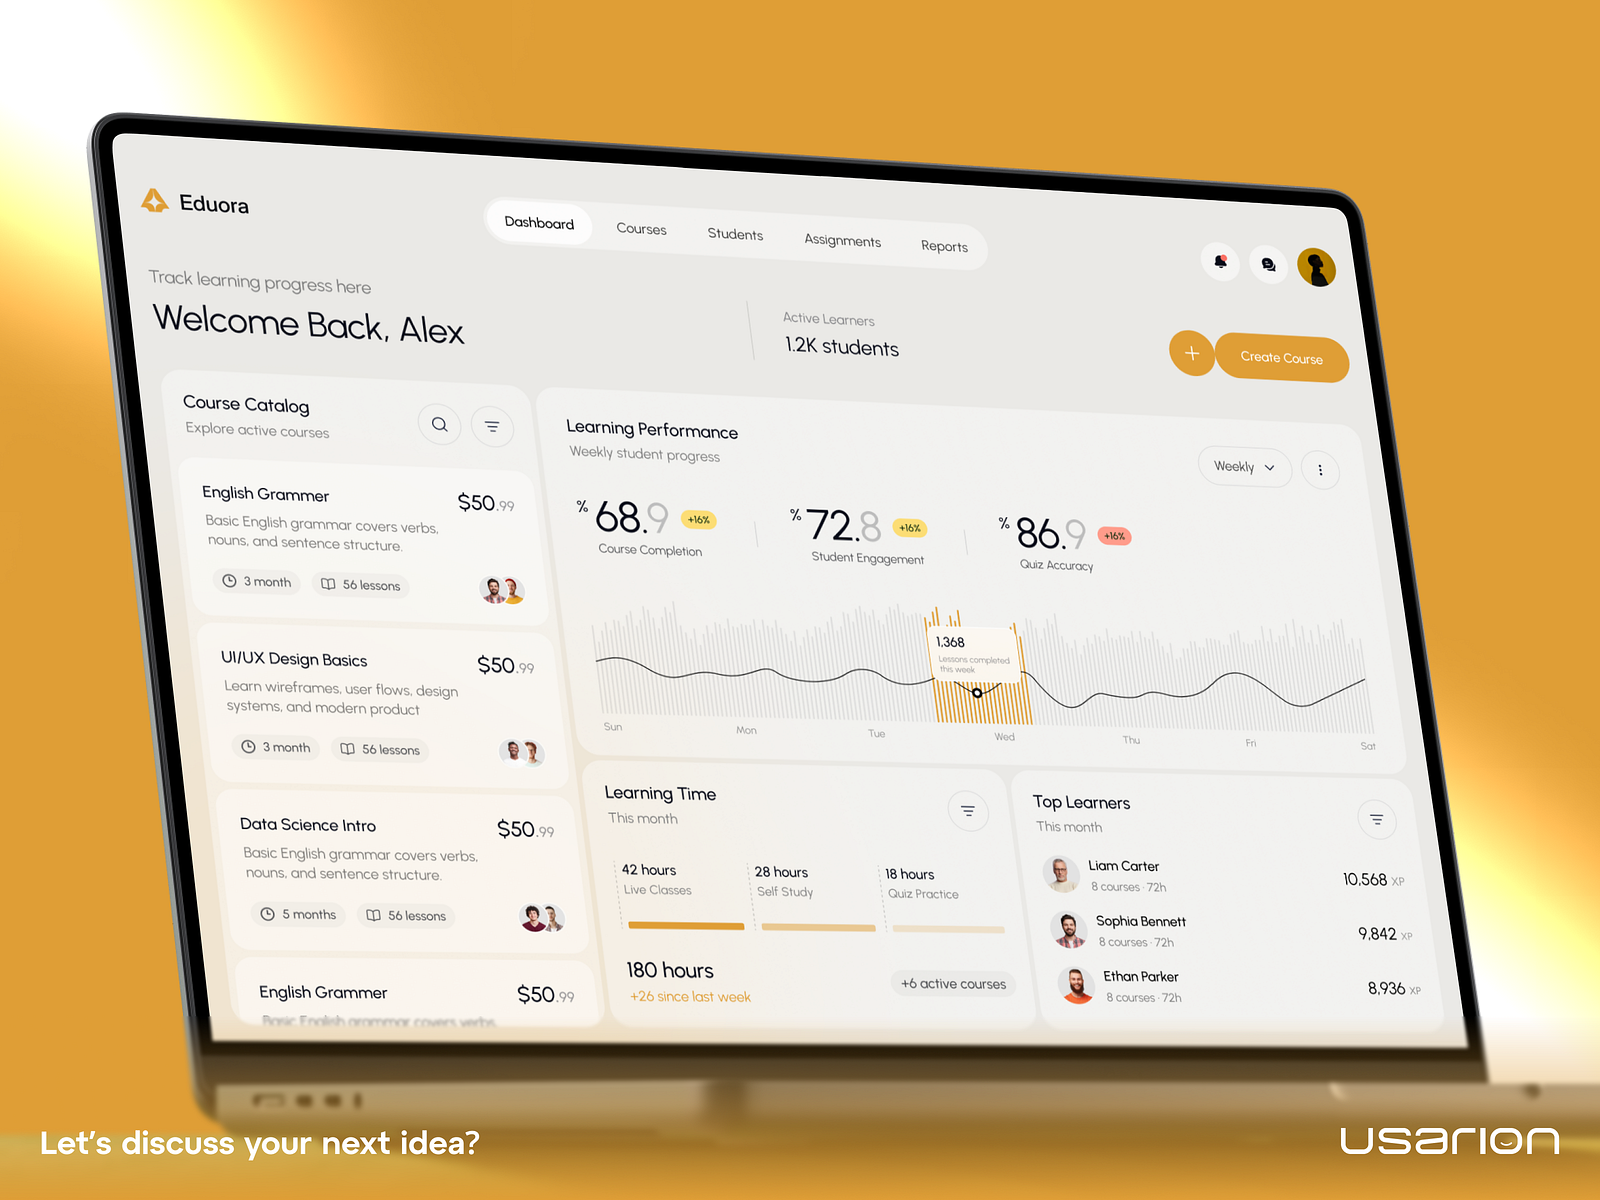 Eduora
Dashboard
Courses
Students
Assignments
Reports
Track learning progress here
Welcome Back, Alex
Active Learners
1.2K students
+
Create Course
Course Catalog
Explore active courses
English Grammer
$50.99
Basic English grammar covers verbs,
nouns, and sentence structure.
3 month
56 lessons
UI/UX Design Basics
$50.99
Learn wireframes, user flows, design
systems, and modern product
3 month
56 lessons
Data Science Intro
$50.99
Basic English grammar covers verbs,
nouns, and sentence structure.
5 months
56 lessons
English Grammer
$50.99
Basic English grammar covers verbs,
Learning Performance
Weekly student progress
Weekly
% 68.9 +16%
Course Completion
% 72.8 +16%
Student Engagement
% 86.9 +16%
Quiz Accuracy
1,368
Lessons completed
this week
Sun
Mon
Tue
Wed
Thu
Fri
Sat
Learning Time
This month
42 hours
Live Classes
28 hours
Self Study
18 hours
Quiz Practice
180 hours
+26 since last week
+6 active courses
Top Learners
This month
Liam Carter
8 courses · 72h
10,568 XP
Sophia Bennett
8 courses · 72h
9,842 XP
Ethan Parker
8 courses · 72h
8,936 XP
Let's discuss your next idea?
usarion